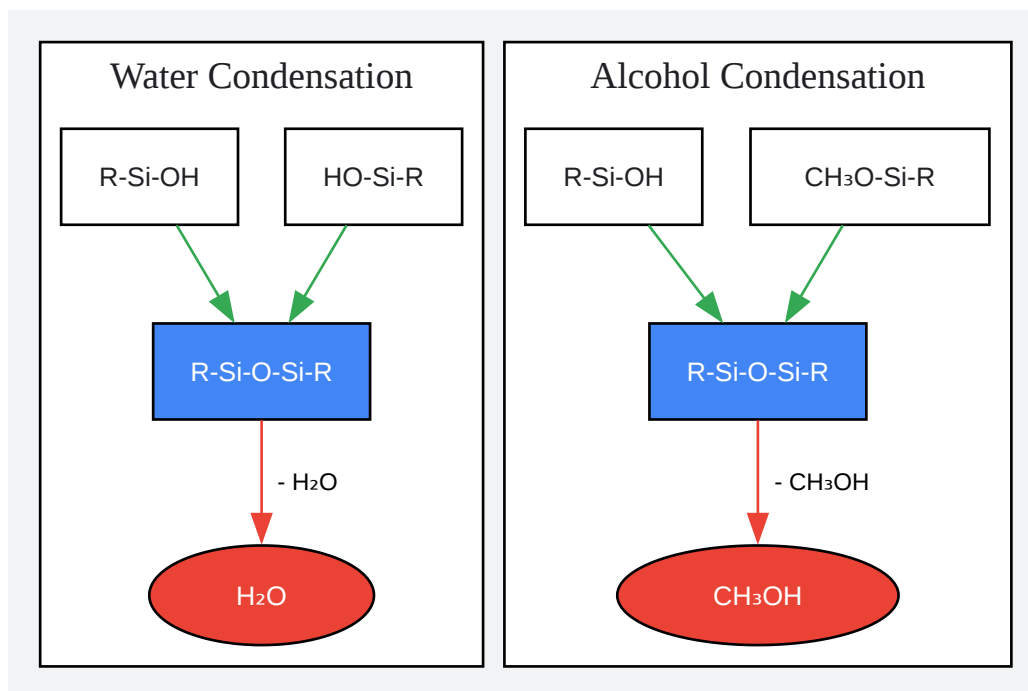 Water Condensation
R-Si-OH
HO-Si-R
R-Si-O-Si-R
- H₂O
H₂O
Alcohol Condensation
R-Si-OH
CH₃O-Si-R
R-Si-O-Si-R
- CH₃OH
CH₃OH